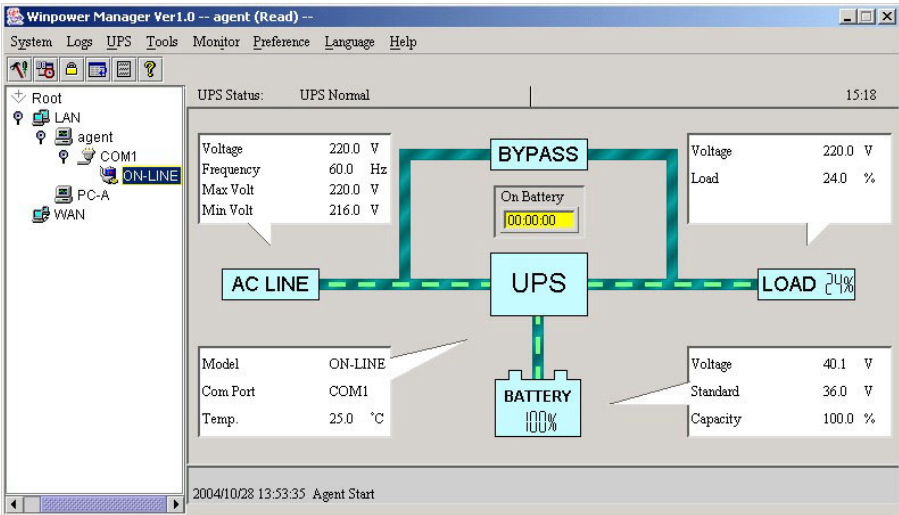 Winpower Manager Ver1.0 -- agent (Read) --
System Logs UPS Tools Monitor Preference Language Help
Root
LAN
agent
COM1
ON-LINE
PC-A
WAN
UPS Status: UPS Normal 15:18
Voltage 220.0 V
Frequency 60.0 Hz
Max Volt 220.0 V
Min Volt 216.0 V
BYPASS
On Battery
00:00:00
Voltage 220.0 V
Load 24.0 %
AC LINE
UPS
LOAD 24%
Model ON-LINE
Com Port COM1
Temp. 25.0 °C
BATTERY
100%
Voltage 40.1 V
Standard 36.0 V
Capacity 100.0 %
2004/10/28 13:53:35 Agent Start